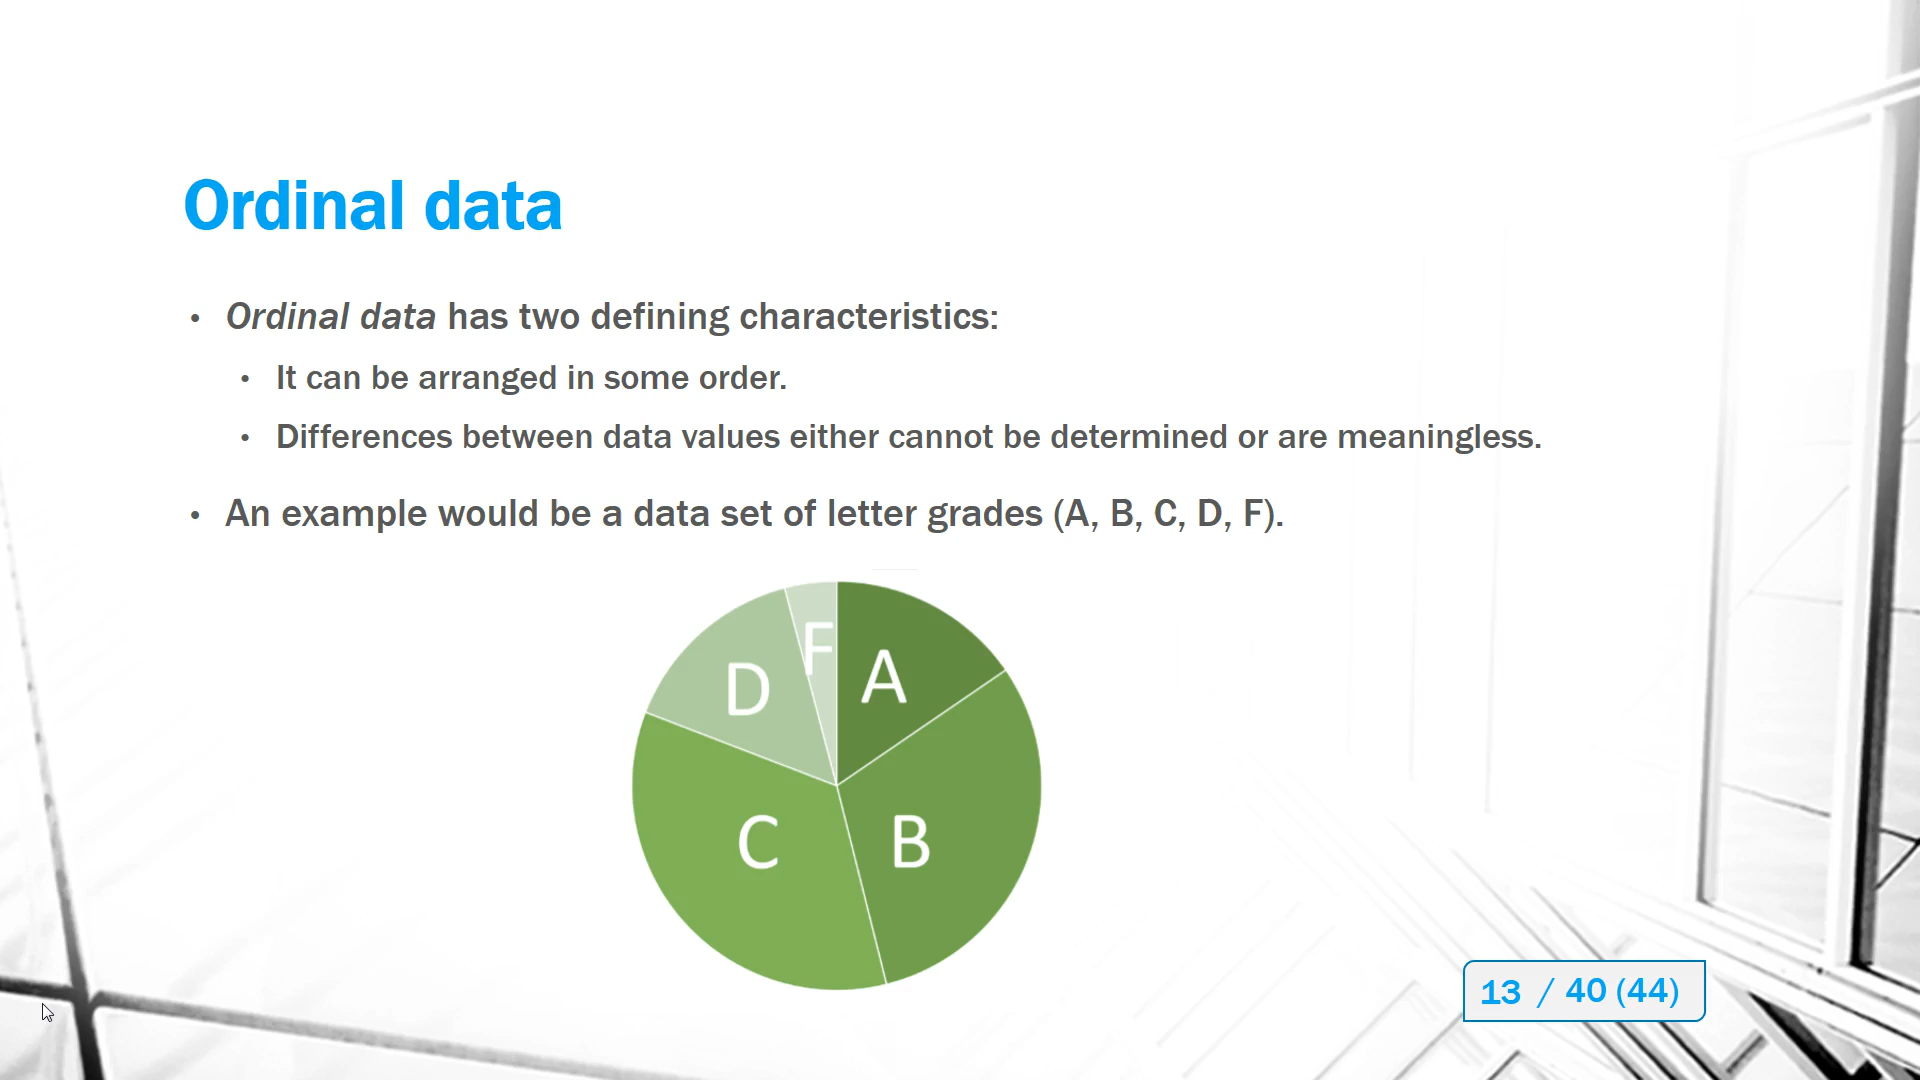 Ordinal data
• Ordinal data has two defining characteristics:
• It can be arranged in some order.
• Differences between data values either cannot be determined or are meaningless.
• An example would be a data set of letter grades (A, B, C, D, F).
F
D
A
C
B
13 / 40 (44)